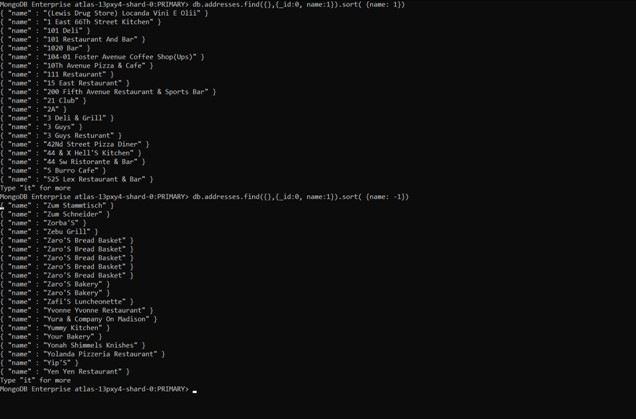 MongoDB Enterprise atlas-13pxy4-shard-0:PRIMARY> db.addresses.find({},{_id:0, name:1}).sort( {name: 1})
{ "name" : "(Lewis Drug Store) Locanda Vini E Olii" }
{ "name" : "1 East 66Th Street Kitchen" }
{ "name" : "101 Deli" }
{ "name" : "101 Restaurant And Bar" }
{ "name" : "1020 Bar" }
{ "name" : "104-01 Foster Avenue Coffee Shop(Ups)" }
{ "name" : "10Th Avenue Pizza & Cafe" }
{ "name" : "111 Restaurant" }
{ "name" : "15 East Restaurant" }
{ "name" : "200 Fifth Avenue Restaurant & Sports Bar" }
{ "name" : "21 Club" }
{ "name" : "2A" }
{ "name" : "3 Deli & Grill" }
{ "name" : "3 Guys" }
{ "name" : "3 Guys Resturant" }
{ "name" : "42Nd Street Pizza Diner" }
{ "name" : "44 & X Hell'S Kitchen" }
{ "name" : "44 Sw Ristorante & Bar" }
{ "name" : "5 Burro Cafe" }
{ "name" : "525 Lex Restaurant & Bar" }
Type "it" for more
MongoDB Enterprise atlas-13pxy4-shard-0:PRIMARY> db.addresses.find({},{_id:0, name:1}).sort( {name: -1})
{ "name" : "Zum Stammtisch" }
{ "name" : "Zum Schneider" }
{ "name" : "Zorba'S" }
{ "name" : "Zebu Grill" }
{ "name" : "Zaro'S Bread Basket" }
{ "name" : "Zaro'S Bread Basket" }
{ "name" : "Zaro'S Bread Basket" }
{ "name" : "Zaro'S Bread Basket" }
{ "name" : "Zaro'S Bread Basket" }
{ "name" : "Zaro'S Bakery" }
{ "name" : "Zaro'S Bakery" }
{ "name" : "Zafi'S Luncheonette" }
{ "name" : "Yvonne Yvonne Restaurant" }
{ "name" : "Yura & Company On Madison" }
{ "name" : "Yummy Kitchen" }
{ "name" : "Your Bakery" }
{ "name" : "Yonah Shimmels Knishes" }
{ "name" : "Yolanda Pizzeria Restaurant" }
{ "name" : "Yip'S" }
{ "name" : "Yen Yen Restaurant" }
Type "it" for more
MongoDB Enterprise atlas-13pxy4-shard-0:PRIMARY>